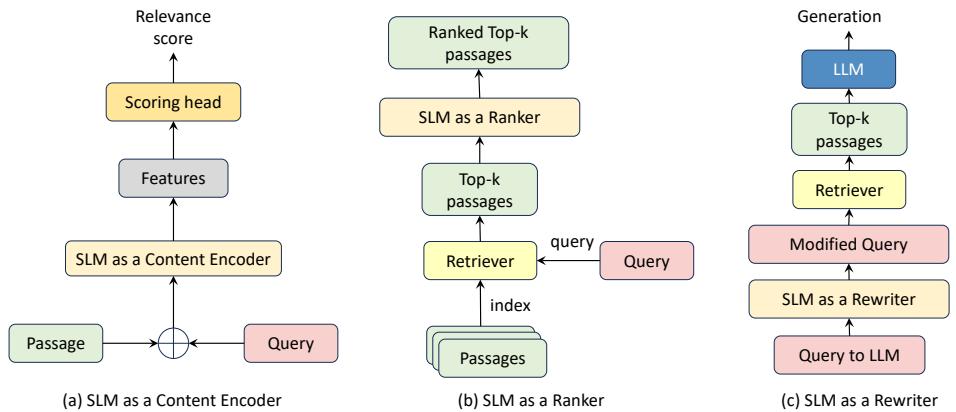 Relevance
score
Scoring head
Features
SLM as a Content Encoder
Passage
Query
(a) SLM as a Content Encoder
Ranked Top-k
passages
SLM as a Ranker
Top-k
passages
Retriever
query
Query
index
Passages
(b) SLM as a Ranker
Generation
LLM
Top-k
passages
Retriever
Modified Query
SLM as a Rewriter
Query to LLM
(c) SLM as a Rewriter